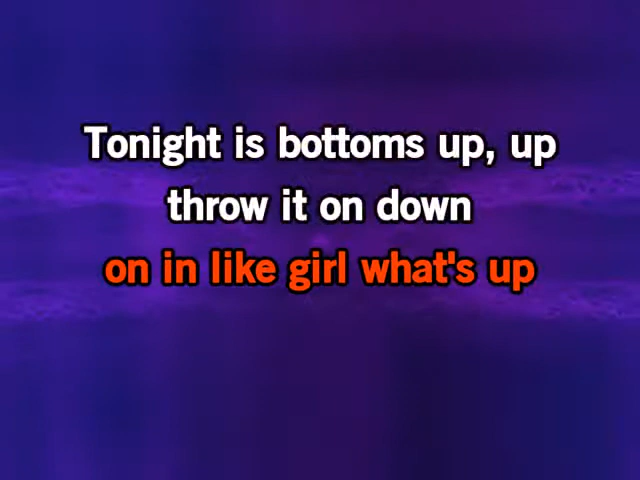 Tonight is bottoms up, up
throw it on down
on in like girl what's up